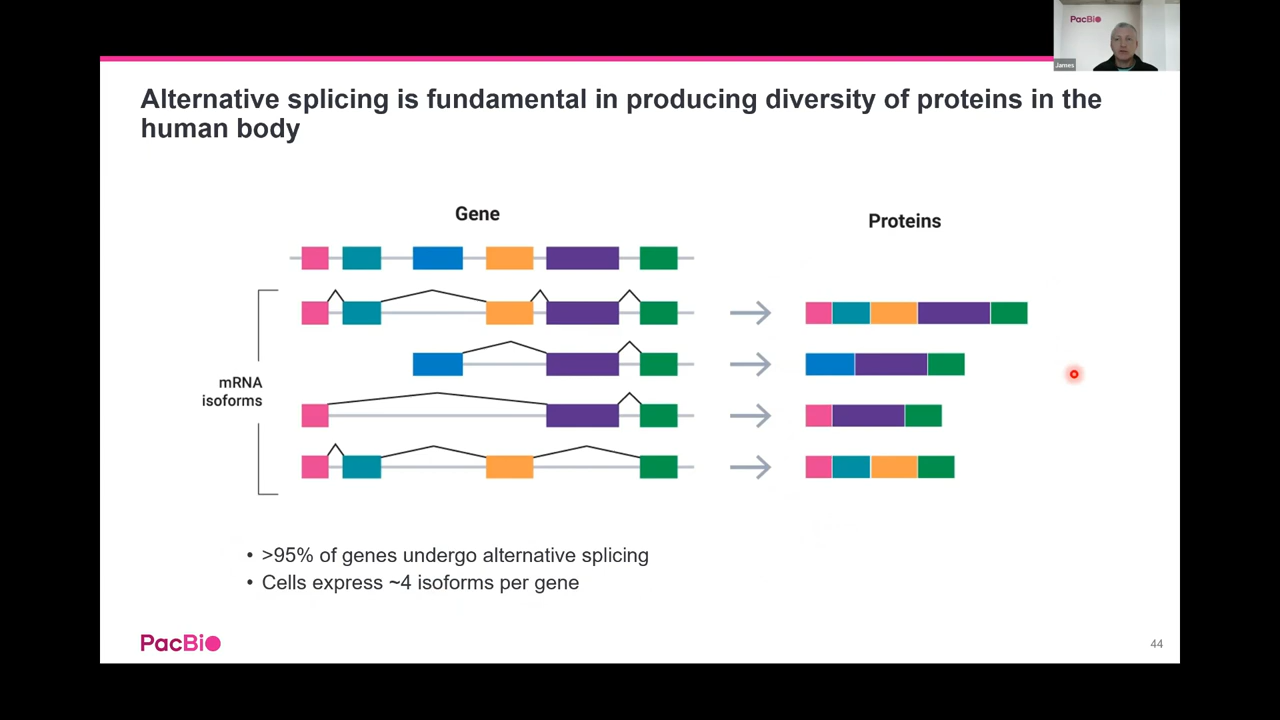 PacBio
James
Alternative splicing is fundamental in producing diversity of proteins in the
human body
Gene
Proteins
mRNA
isoforms
• >95% of genes undergo alternative splicing
• Cells express ~4 isoforms per gene
PacBio
44